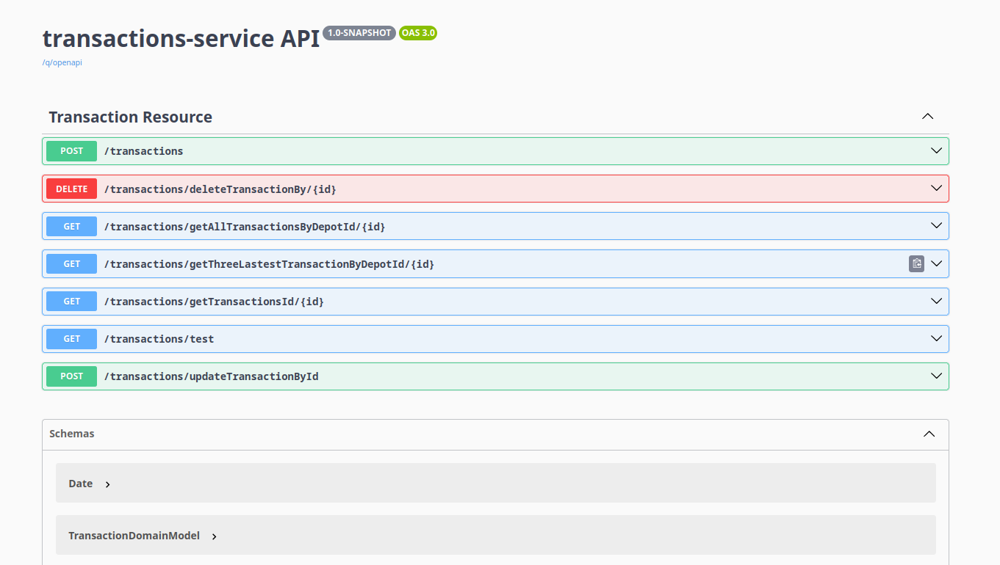 transactions-service API 1.0-SNAPSHOT OAS 3.0
/q/openapi
Transaction Resource
POST /transactions
DELETE /transactions/deleteTransactionBy/{id}
GET /transactions/getAllTransactionsByDepotId/{id}
GET /transactions/getThreeLastestTransactionByDepotId/{id}
GET /transactions/getTransactionsId/{id}
GET /transactions/test
POST /transactions/updateTransactionById
Schemas
Date
TransactionDomainModel